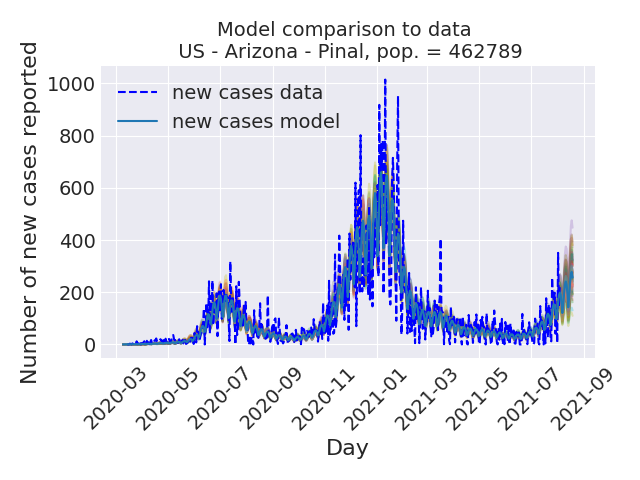 Model comparison to data
US - Arizona - Pinal, pop. = 462789
Number of new cases reported
1000
800
600
400
200
0
new cases data
new cases model
2020-03
2020-05
2020-07
2020-09
2020-11
2021-01
2021-03
2021-05
2021-07
2021-09
Day